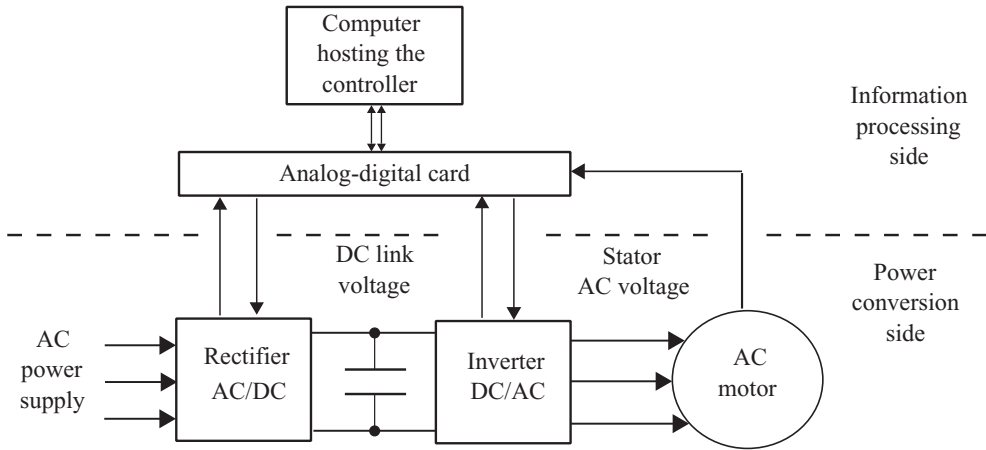 Computer
hosting the
controller
Information
processing
side
Analog-digital card
DC link
voltage
Stator
AC voltage
Power
conversion
side
AC
power
supply
Rectifier
AC/DC
Inverter
DC/AC
AC
motor